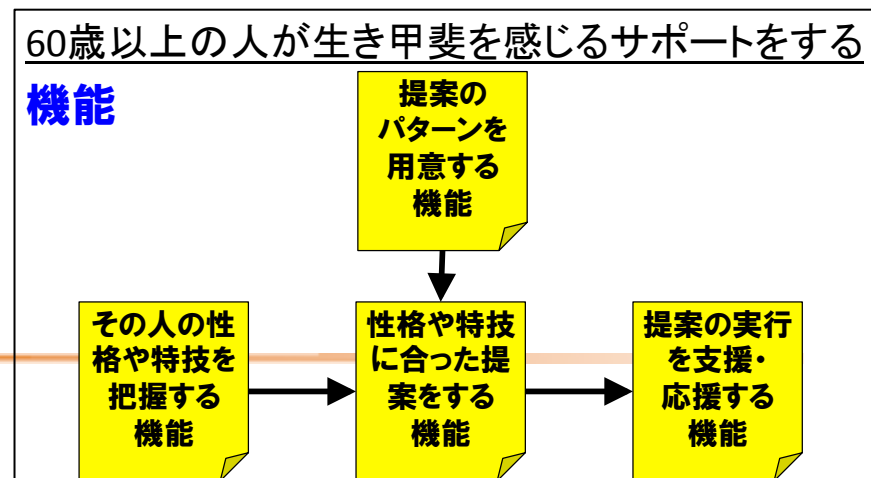 60歳以上の人が生き甲斐を感じるサポートをする
機能
提案の
パターンを
用意する
機能
その人の性
格や特技を
把握する
機能
性格や特技
に合った提
案をする
機能
提案の実行
を支援・
応援する
機能